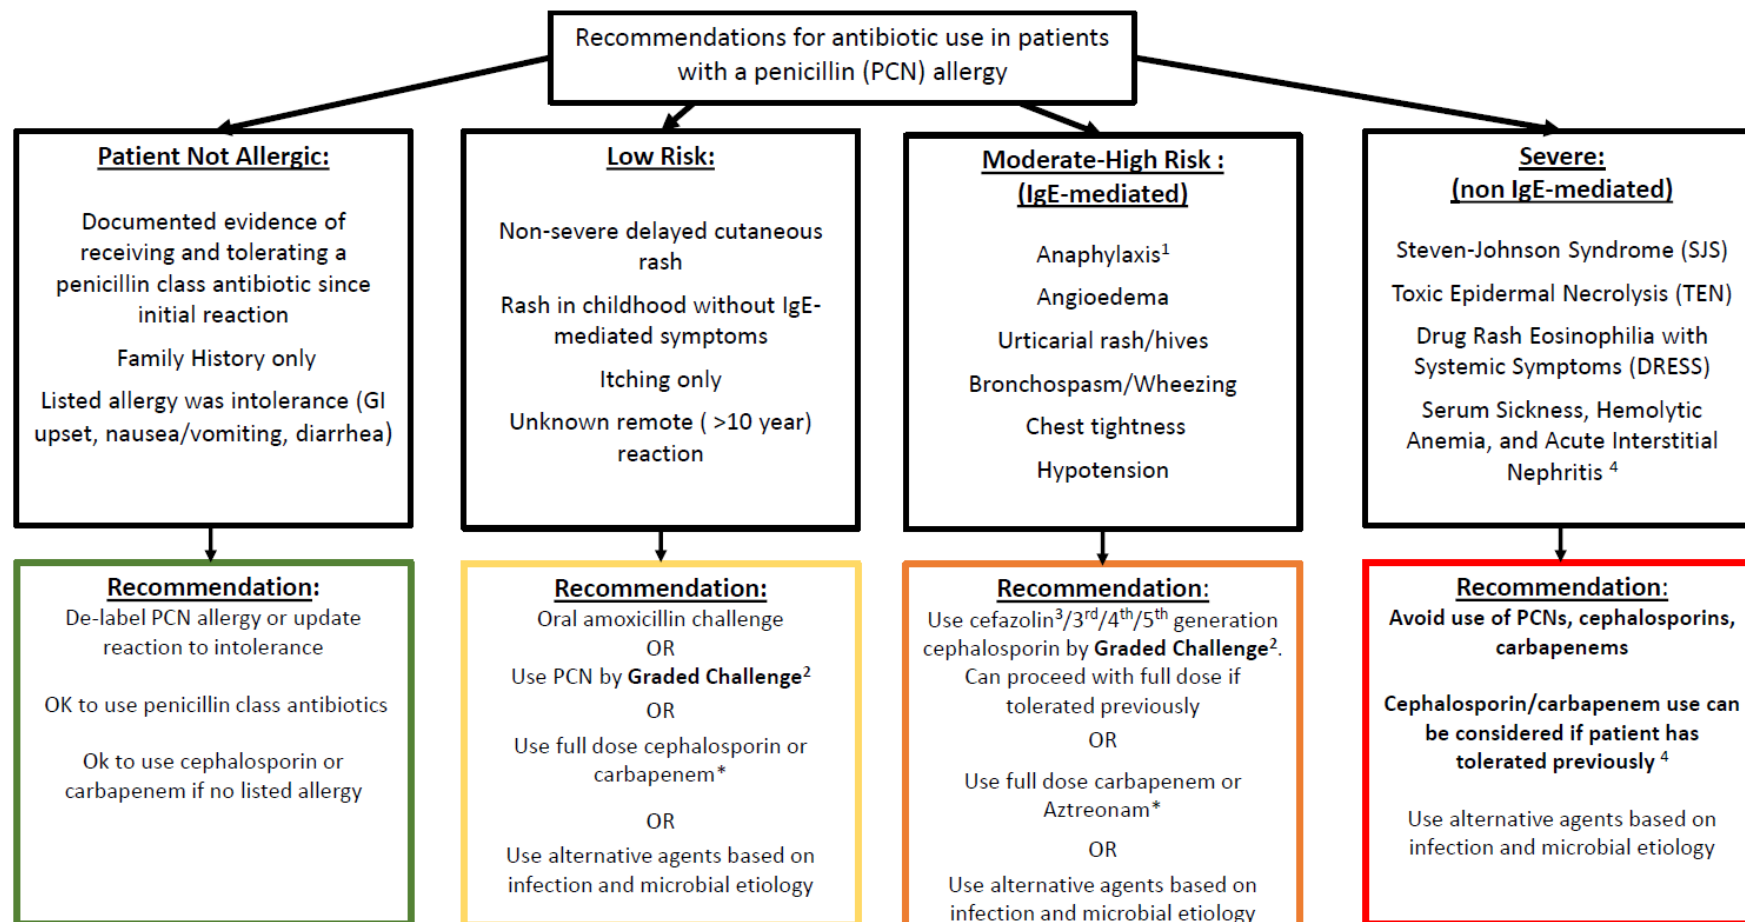 Recommendations for antibiotic use in patients
with a penicillin (PCN) allergy
Patient Not Allergic:
Documented evidence of
receiving and tolerating a
penicillin class antibiotic since
initial reaction
Family History only
Listed allergy was intolerance (GI
upset, nausea/vomiting, diarrhea)
Low Risk:
Non-severe delayed cutaneous
rash
Rash in childhood without IgE-
mediated symptoms
Itching only
Unknown remote ( >10 year)
reaction
Moderate-High Risk :
(IgE-mediated)
Anaphylaxis¹
Angioedema
Urticarial rash/hives
Bronchospasm/Wheezing
Chest tightness
Hypotension
Severe:
(non IgE-mediated)
Steven-Johnson Syndrome (SJS)
Toxic Epidermal Necrolysis (TEN)
Drug Rash Eosinophilia with
Systemic Symptoms (DRESS)
Serum Sickness, Hemolytic
Anemia, and Acute Interstitial
Nephritis ⁴
Recommendation:
De-label PCN allergy or update
reaction to intolerance
OK to use penicillin class antibiotics
Ok to use cephalosporin or
carbapenem if no listed allergy
Recommendation:
Oral amoxicillin challenge
OR
Use PCN by Graded Challenge²
OR
Use full dose cephalosporin or
carbapenem*
OR
Use alternative agents based on
infection and microbial etiology
Recommendation:
Use cefazolin³/3ʳᵈ/4ᵗʰ/5ᵗʰ generation
cephalosporin by Graded Challenge².
Can proceed with full dose if
tolerated previously
OR
Use full dose carbapenem or
Aztreonam*
OR
Use alternative agents based on
infection and microbial etiology
Recommendation:
Avoid use of PCNs, cephalosporins,
carbapenems
Cephalosporin/carbapenem use can
be considered if patient has
tolerated previously ⁴
Use alternative agents based on
infection and microbial etiology